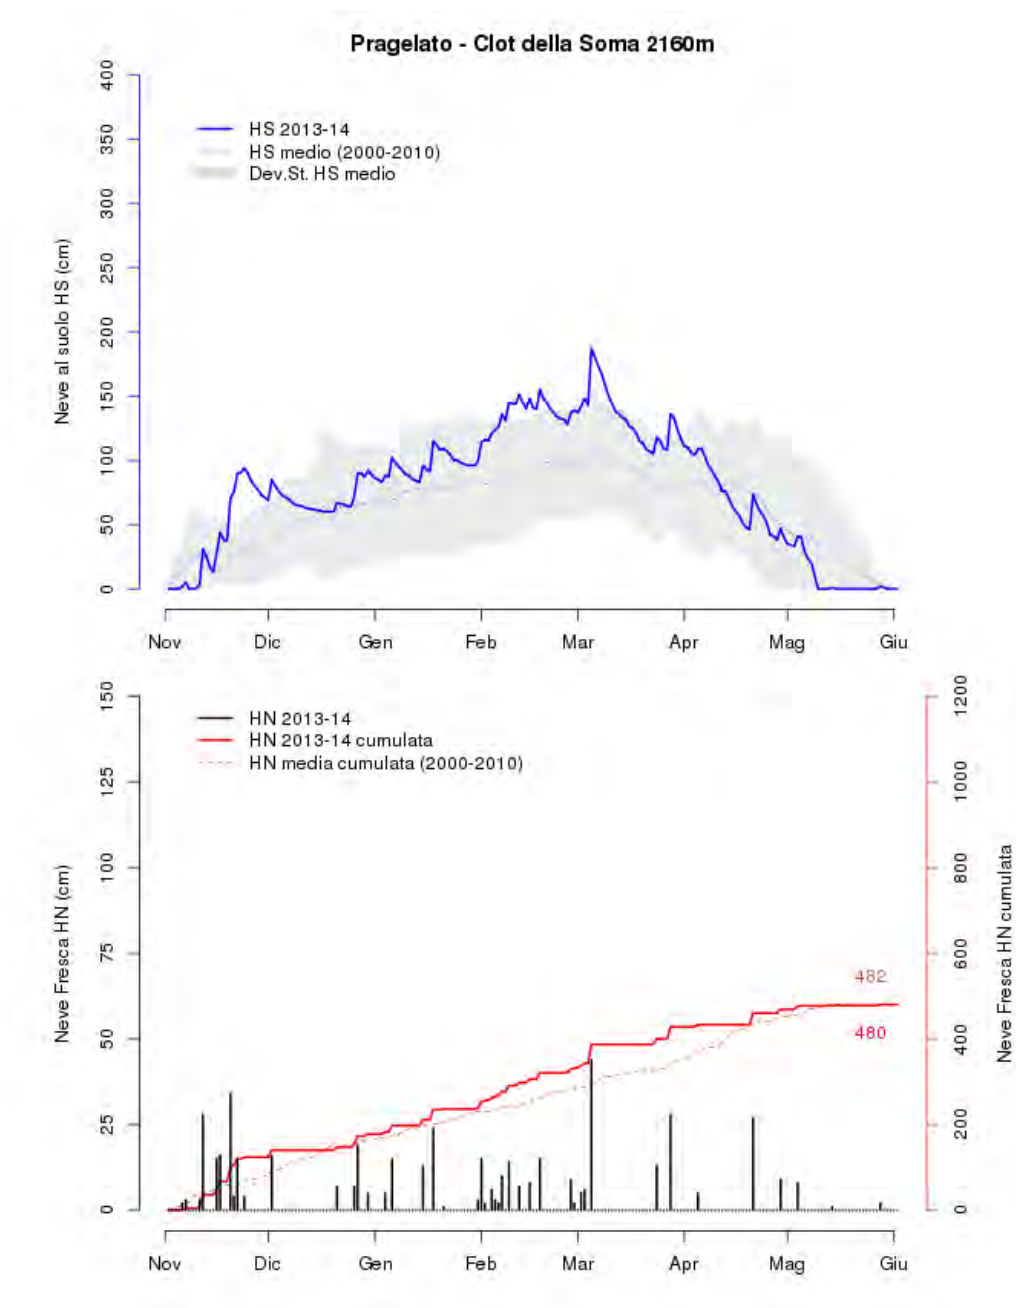 Pragelato - Clot della Soma 2160m
400
350
300
250
200
150
100
50
0
Neve al suolo HS (cm)
HS 2013-14
HS medio (2000-2010)
Dev.St. HS medio
Nov Dic Gen Feb Mar Apr Mag Giu
150
125
100
75
50
25
0
Neve Fresca HN (cm)
HN 2013-14
HN 2013-14 cumulata
HN media cumulata (2000-2010)
482
480
1200
1000
800
600
400
200
0
Neve Fresca HN cumulata
Nov Dic Gen Feb Mar Apr Mag Giu